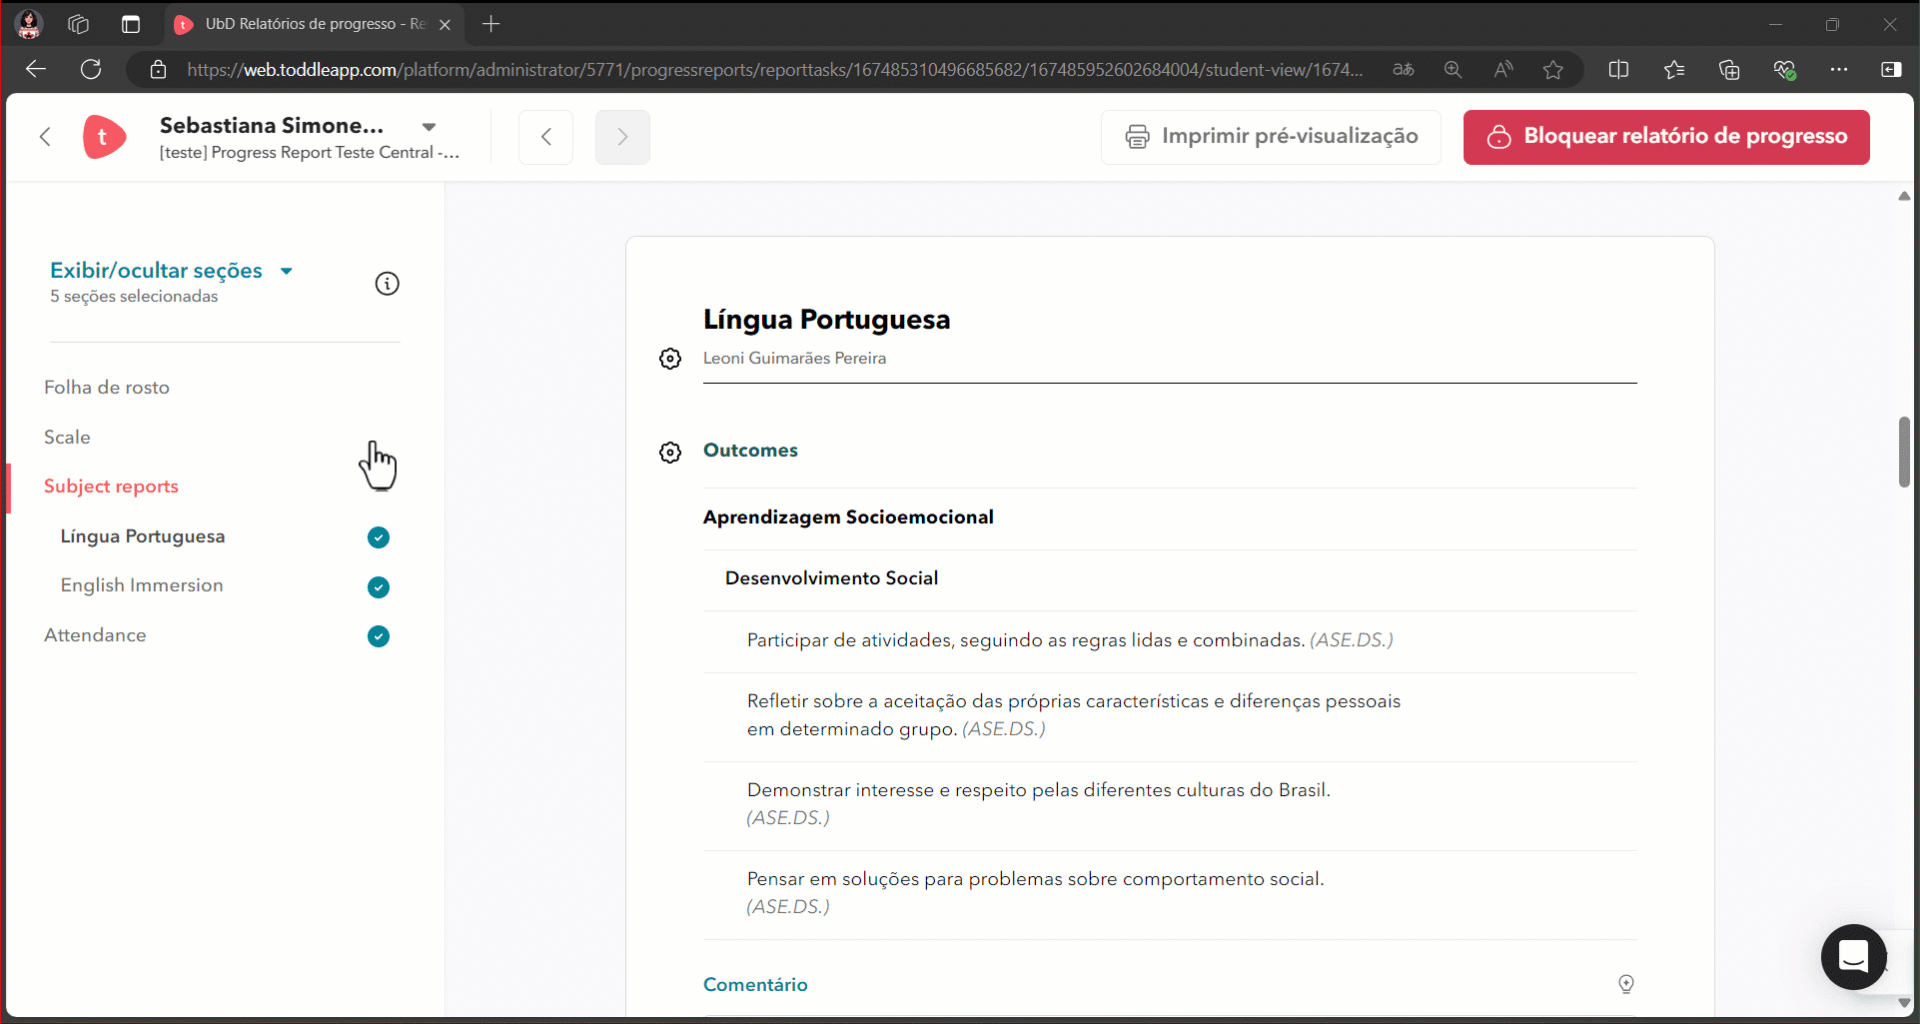 UbD Relatórios de progresso - Re
https://web.toddleapp.com/platform/administrator/5771/progressreports/reporttasks/167485310496685682/167485952602684004/student-view/1674...
t
Sebastiana Simone...
[teste] Progress Report Teste Central -...
Imprimir pré-visualização
Bloquear relatório de progresso
Exibir/ocultar seções
5 seções selecionadas
Folha de rosto
Scale
Subject reports
Língua Portuguesa
English Immersion
Attendance
Língua Portuguesa
Leoni Guimarães Pereira
Outcomes
Aprendizagem Socioemocional
Desenvolvimento Social
Participar de atividades, seguindo as regras lidas e combinadas. (ASE.DS.)
Refletir sobre a aceitação das próprias características e diferenças pessoais
em determinado grupo. (ASE.DS.)
Demonstrar interesse e respeito pelas diferentes culturas do Brasil.
(ASE.DS.)
Pensar em soluções para problemas sobre comportamento social.
(ASE.DS.)
Comentário